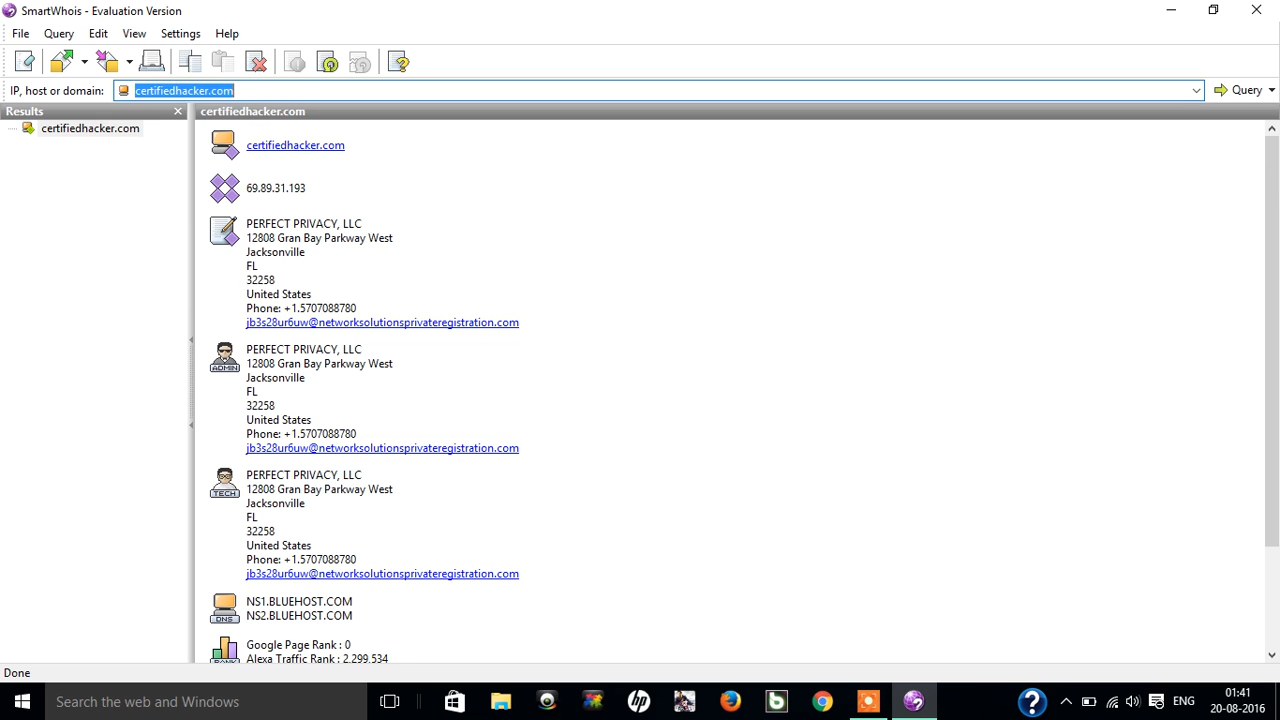 SmartWhois - Evaluation Version
File Query Edit View Settings Help
IP, host or domain: certifiedhacker.com Query
Results
certifiedhacker.com
certifiedhacker.com
certifiedhacker.com
69.89.31.193
PERFECT PRIVACY, LLC
12808 Gran Bay Parkway West
Jacksonville
FL
32258
United States
Phone: +1.5707088780
jb3s28ur6uw@networksolutionsprivateregistration.com
ADMIN
PERFECT PRIVACY, LLC
12808 Gran Bay Parkway West
Jacksonville
FL
32258
United States
Phone: +1.5707088780
jb3s28ur6uw@networksolutionsprivateregistration.com
TECH
PERFECT PRIVACY, LLC
12808 Gran Bay Parkway West
Jacksonville
FL
32258
United States
Phone: +1.5707088780
jb3s28ur6uw@networksolutionsprivateregistration.com
DNS
NS1.BLUEHOST.COM
NS2.BLUEHOST.COM
RANK
Google Page Rank : 0
Alexa Traffic Rank : 2,299,534
Done
Search the web and Windows
hp
b
ENG
01:41
20-08-2016